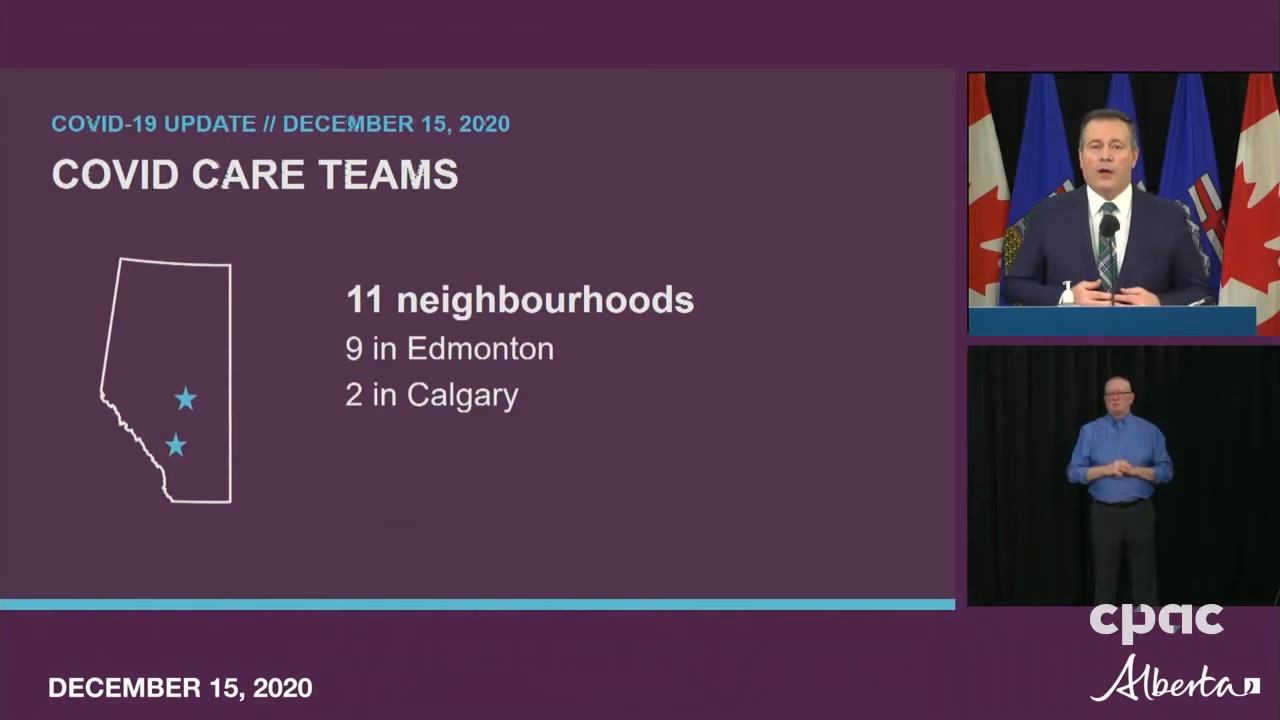 COVID-19 UPDATE // DECEMBER 15, 2020
COVID CARE TEAMS
11 neighbourhoods
9 in Edmonton
2 in Calgary
cpac
DECEMBER 15, 2020
Alberta